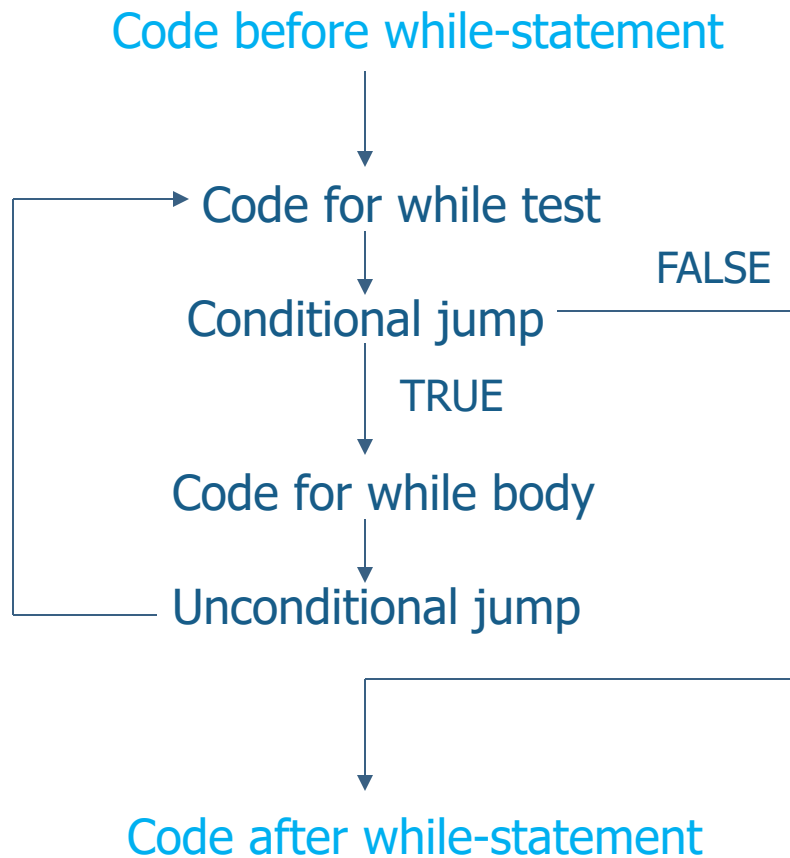 Code before while-statement
Code for while test
FALSE
Conditional jump
TRUE
Code for while body
Unconditional jump
Code after while-statement